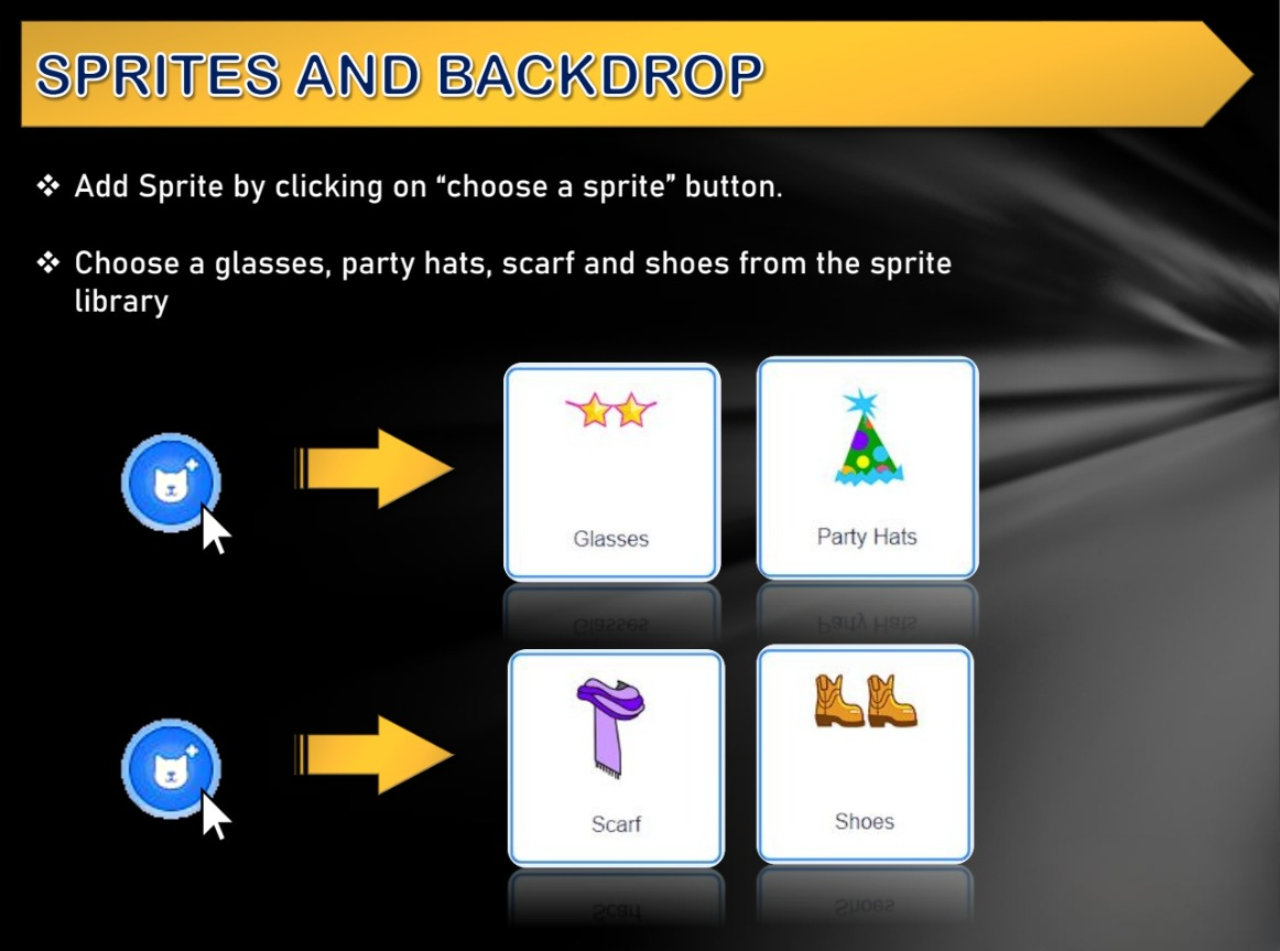 SPRITES AND BACKDROP
❖ Add Sprite by clicking on “choose a sprite” button.
❖ Choose a glasses, party hats, scarf and shoes from the sprite
library
Glasses
Party Hats
Scarf
Shoes